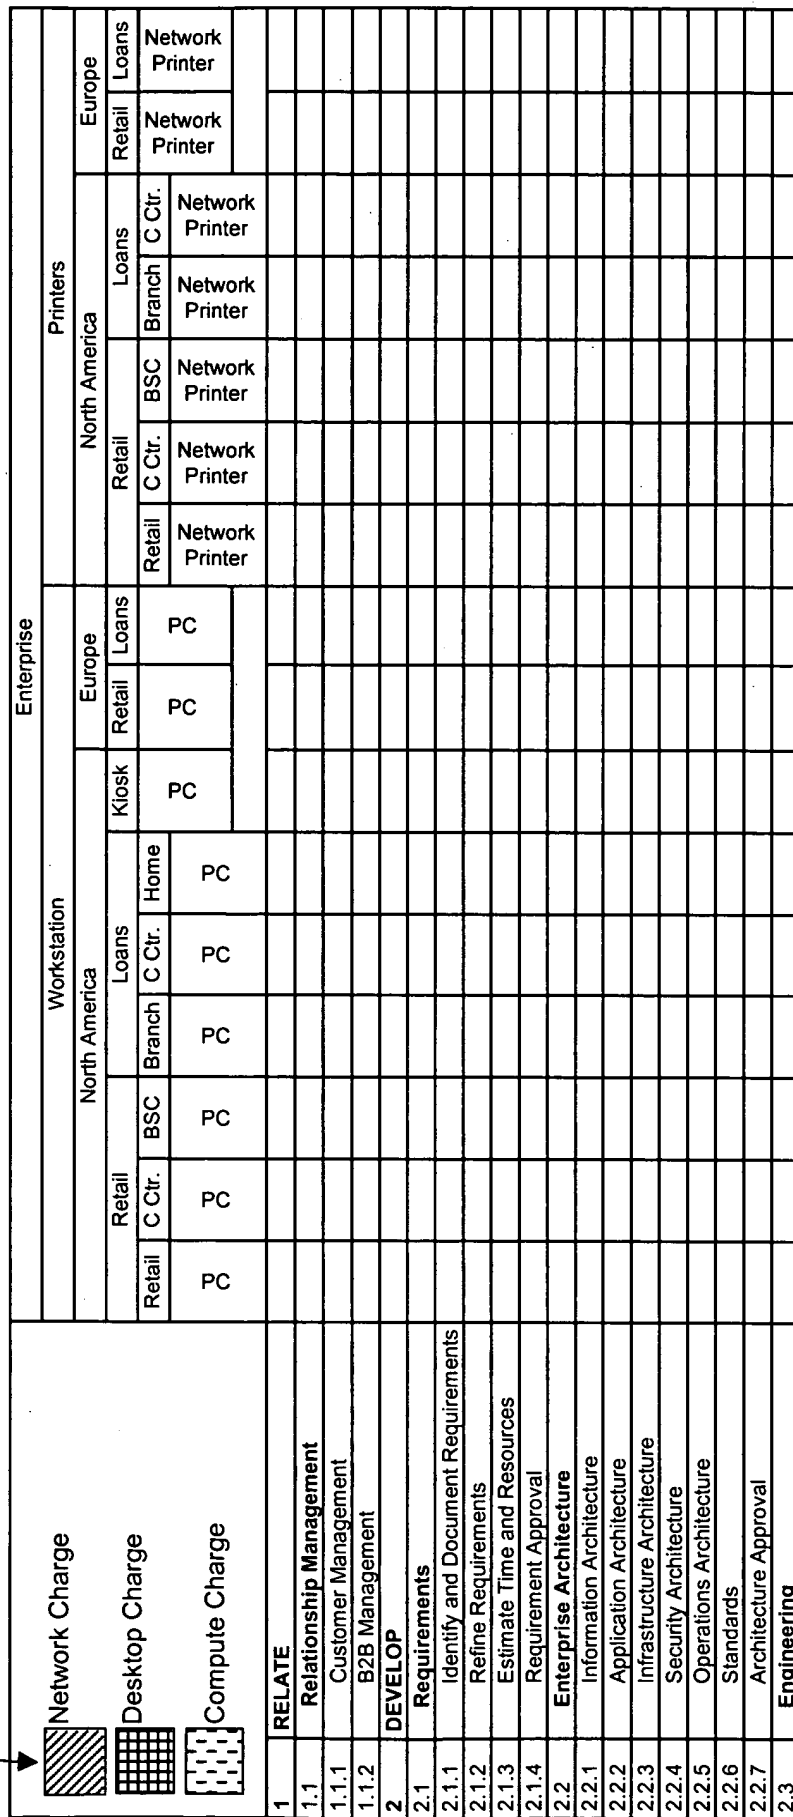 Network Charge
Desktop Charge
Compute Charge
Enterprise
Workstation
Printers
North America
Europe
North America
Europe
Retail
Loans
Kiosk
Retail
Loans
Retail
Loans
Retail
Loans
Retail
C Ctr.
BSC
Branch
C Ctr.
Home
Retail
C Ctr.
BSC
Branch
C Ctr.
PC
PC
PC
PC
PC
PC
PC
PC
PC
Network
Printer
Network
Printer
Network
Printer
Network
Printer
Network
Printer
Network
Printer
Network
Printer
1 RELATE
1.1 Relationship Management
1.1.1 Customer Management
1.1.2 B2B Management
2 DEVELOP
2.1 Requirements
2.1.1 Identify and Document Requirements
2.1.2 Refine Requirements
2.1.3 Estimate Time and Resources
2.1.4 Requirement Approval
2.2 Enterprise Architecture
2.2.1 Information Architecture
2.2.2 Application Architecture
2.2.3 Infrastructure Architecture
2.2.4 Security Architecture
2.2.5 Operations Architecture
2.2.6 Standards
2.2.7 Architecture Approval
2.3 Engineering